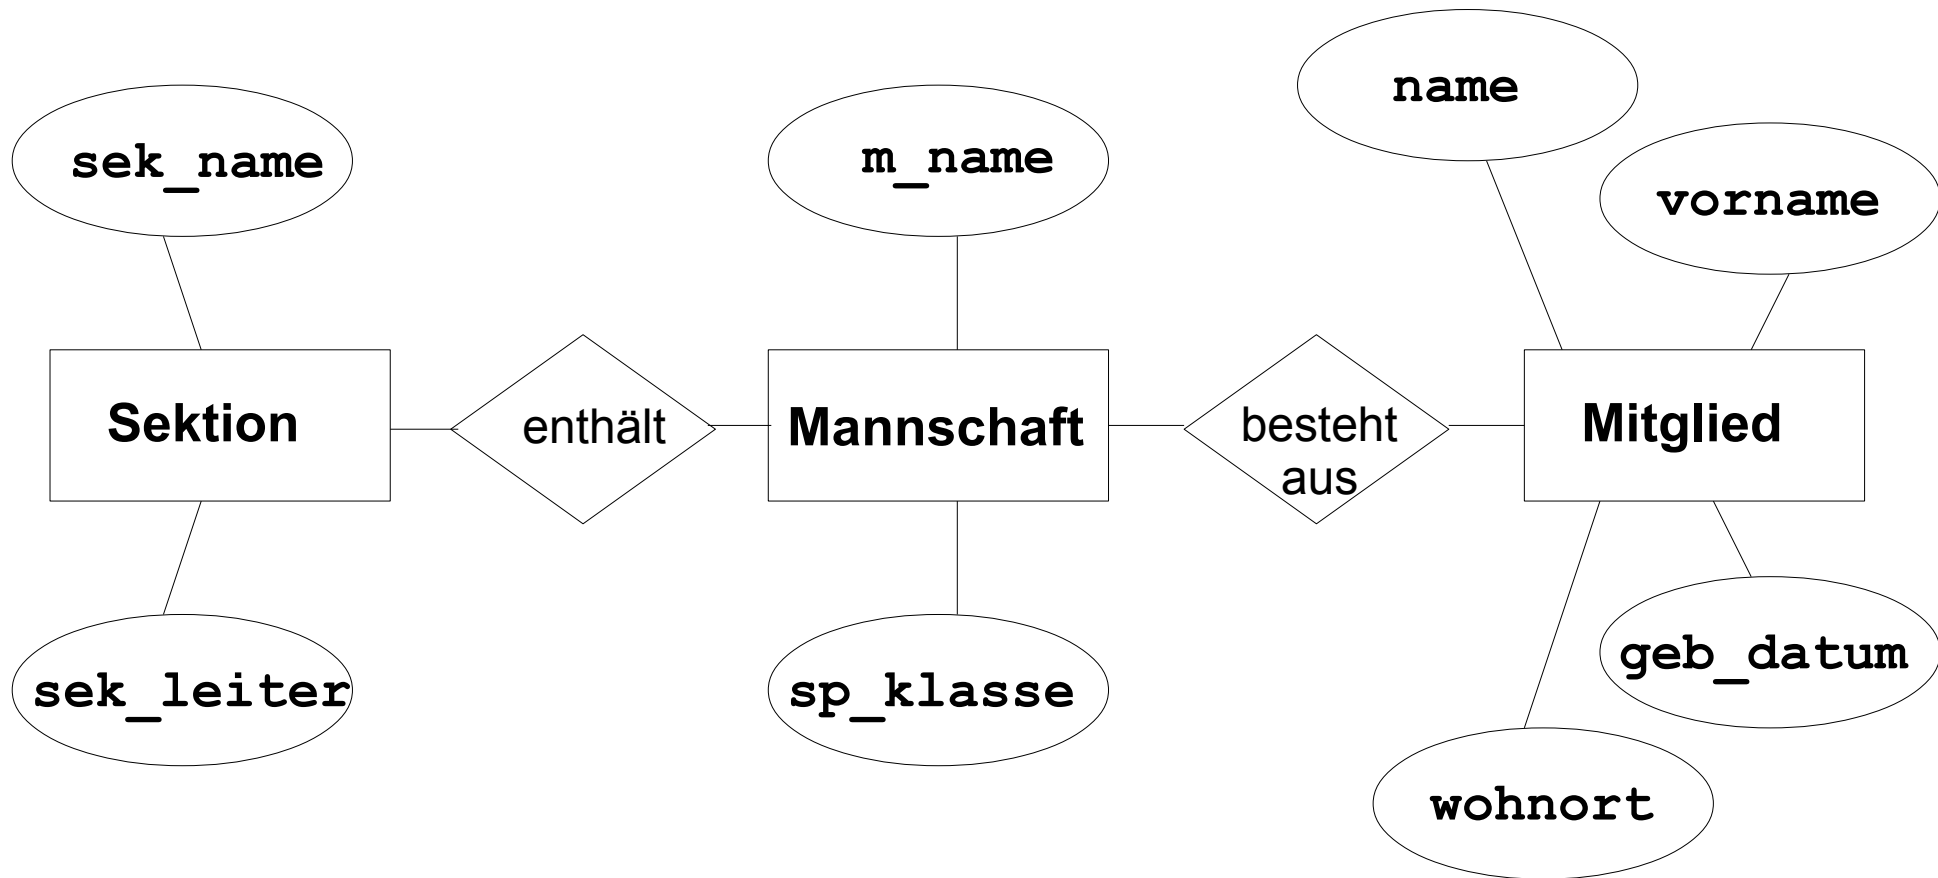 name
sek_name
m_name
vorname
Sektion
enthält
Mannschaft
besteht
aus
Mitglied
sek_leiter
sp_klasse
geb_datum
wohnort